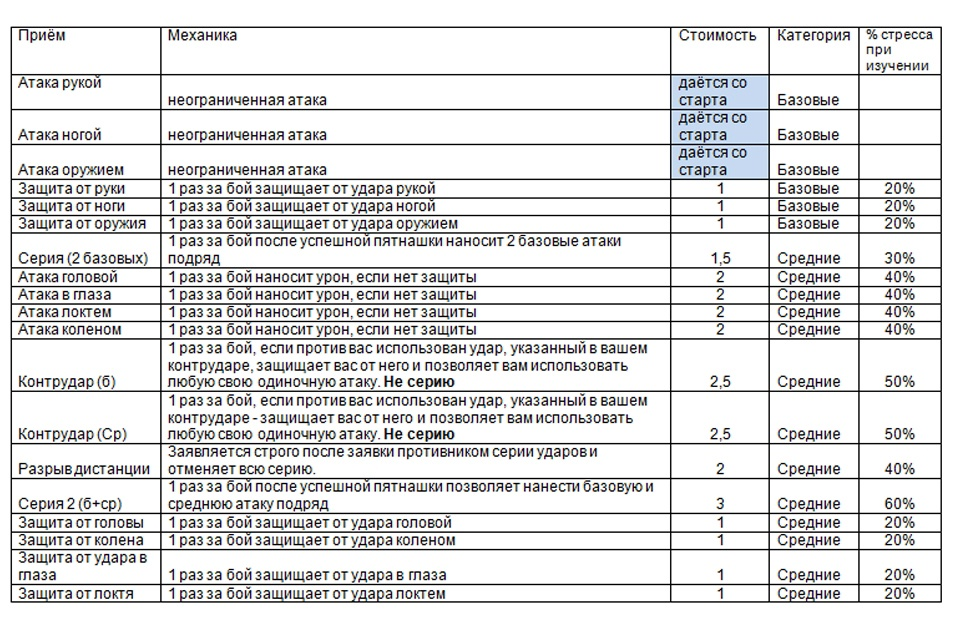 Приём Механика Стоимость Категория % стресса при изучении
Атака рукой неограниченная атака даётся со старта Базовые
Атака ногой неограниченная атака даётся со старта Базовые
Атака оружием неограниченная атака даётся со старта Базовые
Защита от руки 1 раз за бой защищает от удара рукой 1 Базовые 20%
Защита от ноги 1 раз за бой защищает от удара ногой 1 Базовые 20%
Защита от оружия 1 раз за бой защищает от удара оружием 1 Базовые 20%
Серия (2 базовых) 1 раз за бой после успешной пятнашки наносит 2 базовые атаки подряд 1,5 Средние 30%
Атака головой 1 раз за бой наносит урон, если нет защиты 2 Средние 40%
Атака в глаза 1 раз за бой наносит урон, если нет защиты 2 Средние 40%
Атака локтем 1 раз за бой наносит урон, если нет защиты 2 Средние 40%
Атака коленом 1 раз за бой наносит урон, если нет защиты 2 Средние 40%
Контрудар (б) 1 раз за бой, если против вас использован удар, указанный в вашем контрударе, защищает вас от него и позволяет вам использовать любую свою одиночную атаку. Не серию 2,5 Средние 50%
Контрудар (Ср) 1 раз за бой, если против вас использован удар, указанный в вашем контрударе - защищает вас от него и позволяет вам использовать любую свою одиночную атаку. Не серию 2,5 Средние 50%
Разрыв дистанции Заявляется строго после заявки противником серии ударов и отменяет всю серию. 2 Средние 40%
Серия 2 (б+ср) 1 раз за бой после успешной пятнашки позволяет нанести базовую и среднюю атаку подряд 3 Средние 60%
Защита от головы 1 раз за бой защищает от удара головой 1 Средние 20%
Защита от колена 1 раз за бой защищает от удара коленом 1 Средние 20%
Защита от удара в глаза 1 раз за бой защищает от удара в глаза 1 Средние 20%
Защита от локтя 1 раз за бой защищает от удара локтем 1 Средние 20%